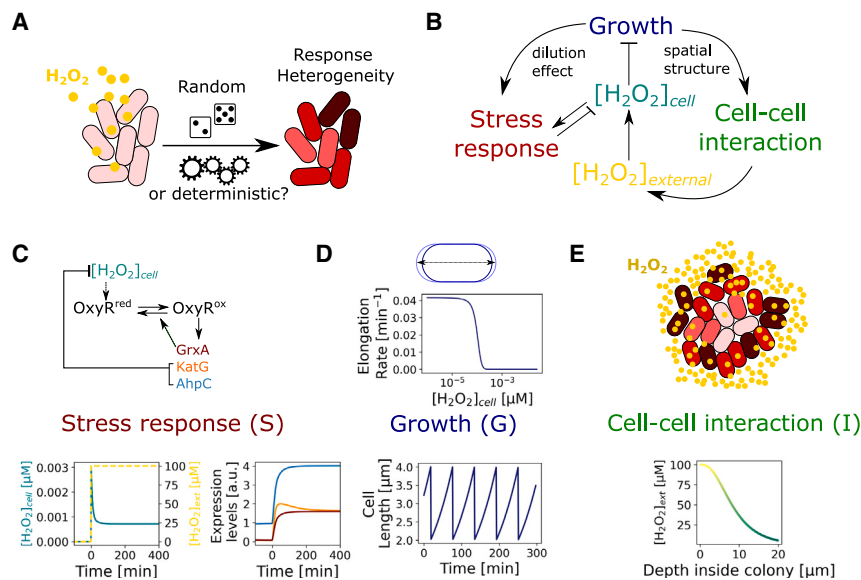 A
H₂O₂
Random
or deterministic?
Response
Heterogeneity
B
Growth
dilution
effect
spatial
structure
[H₂O₂]cell
Stress
response
Cell-cell
interaction
[H₂O₂]external
C
[H₂O₂]cell
OxyRred
OxyRox
GrxA
KatG
AhpC
Stress response (S)
[H₂O₂]cell [μM]
0.003
0.002
0.001
0.000
100
75
50
25
0
[H₂O₂]ext [μM]
0
200
400
Time [min]
Expression
levels [a.u.]
4
3
2
1
0
0
200
400
Time [min]
D
Elongation
Rate [min⁻¹]
0.04
0.03
0.02
0.01
0.00
10⁻⁵
10⁻³
[H₂O₂]cell [μM]
Growth (G)
Cell
Length [μm]
4.0
3.5
3.0
2.5
2.0
0
100
200
300
Time [min]
E
H₂O₂
Cell-cell interaction (I)
[H₂O₂]ext [μM]
100
75
50
25
0
10
20
Depth inside colony [μm]